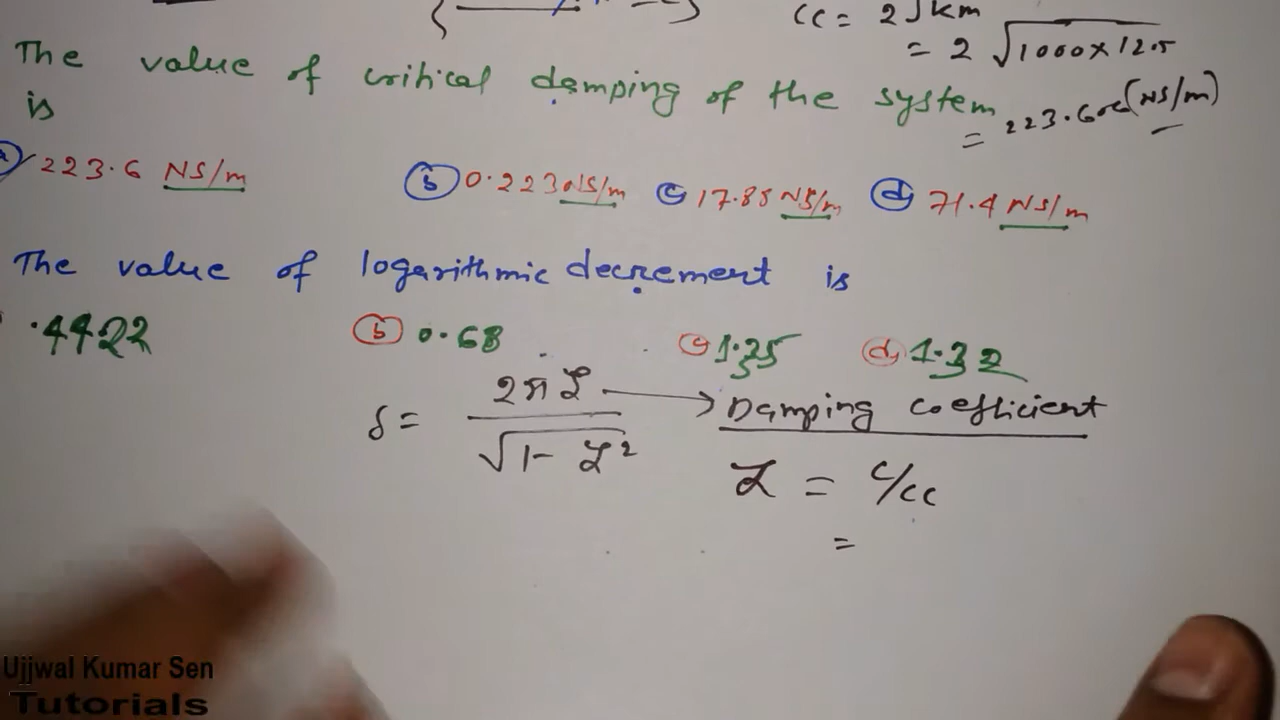 cc = 2√km
= 2 √1000×12.5
The value of critical damping of the system is
= 223.606 (NS/m)
a 223.6 NS/m b 0.223 NS/m c 17.88 NS/m d 71.4 NS/m
The value of logarithmic decrement is
.4422 b 0.68 c 1.35 d 1.32
δ = 2πξ / √1-ξ² → Damping coefficient
ξ = c/cc
=
Ujjwal Kumar Sen
Tutorials